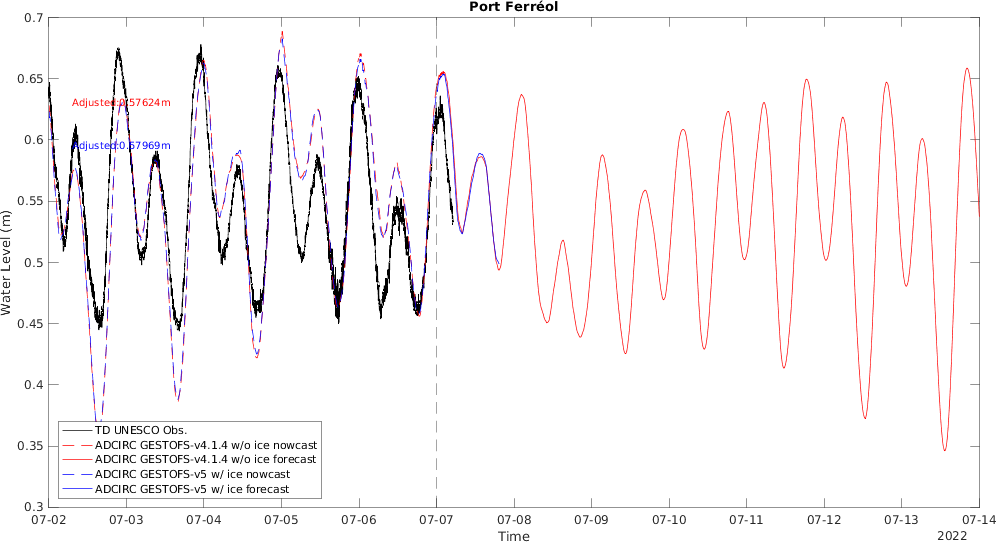 Port Ferréol
Water Level (m)
0.7
0.65
0.6
0.55
0.5
0.45
0.4
0.35
0.3
Adjusted:0.57624m
Adjusted:0.57969m
TD UNESCO Obs.
ADCIRC GESTOFS-v4.1.4 w/o ice nowcast
ADCIRC GESTOFS-v4.1.4 w/o ice forecast
ADCIRC GESTOFS-v5 w/ ice nowcast
ADCIRC GESTOFS-v5 w/ ice forecast
07-02 07-03 07-04 07-05 07-06 07-07 07-08 07-09 07-10 07-11 07-12 07-13 07-14
Time
2022